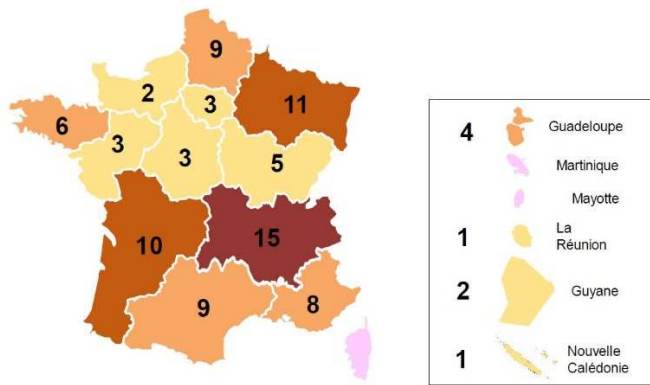 9
2
3
11
6
3
3
5
10
15
9
8
4 Guadeloupe
Martinique
Mayotte
1 La
Réunion
2 Guyane
1 Nouvelle
Calédonie